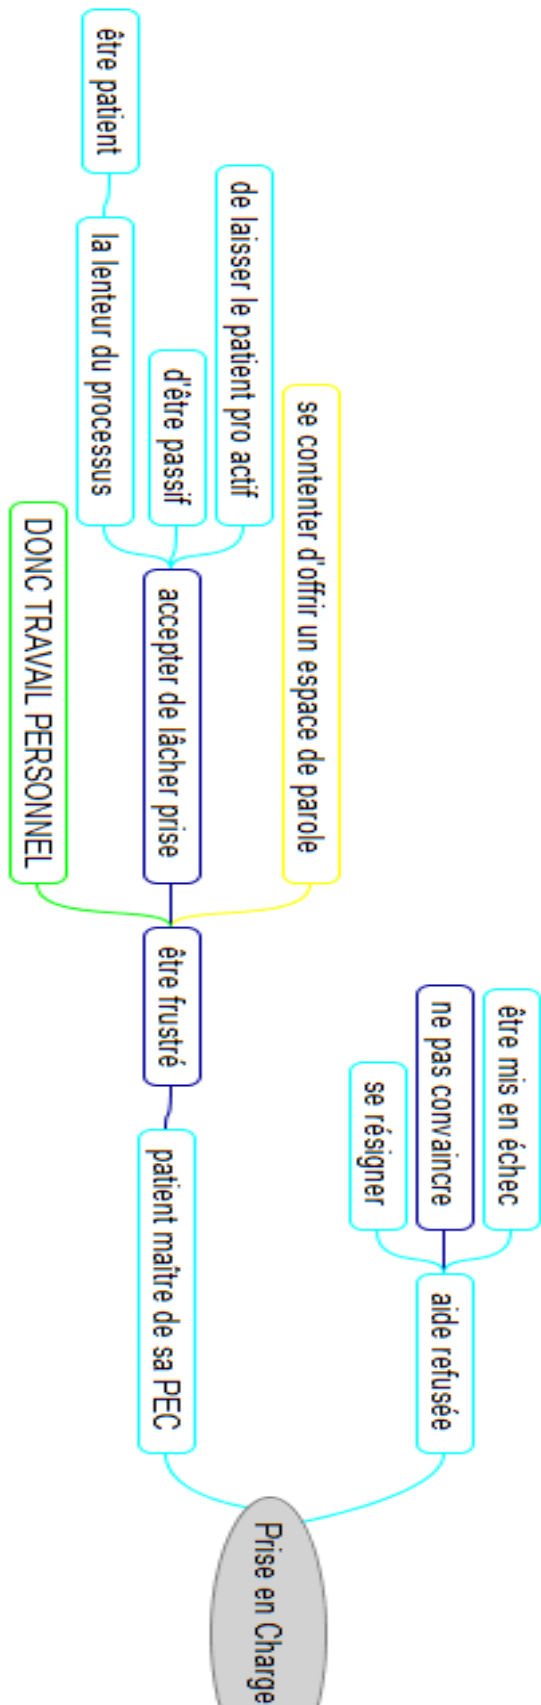 être mis en échec
ne pas convaincre
aide refusée
se résigner
se contenter d'offrir un espace de parole
Prise en Charge
de laisser le patient pro actif
d'être passif
accepter de lâcher prise
être frustré
patient maître de sa PEC
être patient
la lenteur du processus
DONC TRAVAIL PERSONNEL